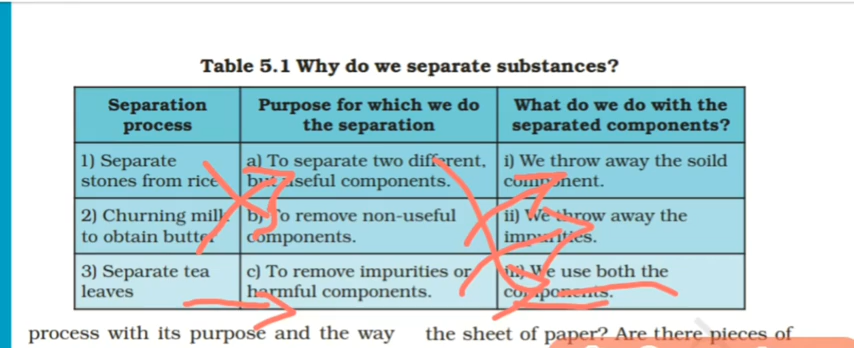 Table 5.1 Why do we separate substances?
Separation process
Purpose for which we do the separation
What do we do with the separated components?
1) Separate stones from rice
a) To separate two different, but useful components.
i) We throw away the soild component.
2) Churning milk to obtain butter
b) To remove non-useful components.
ii) We throw away the impurities.
3) Separate tea leaves
c) To remove impurities or harmful components.
iii) We use both the components.
process with its purpose and the way
the sheet of paper? Are there pieces of